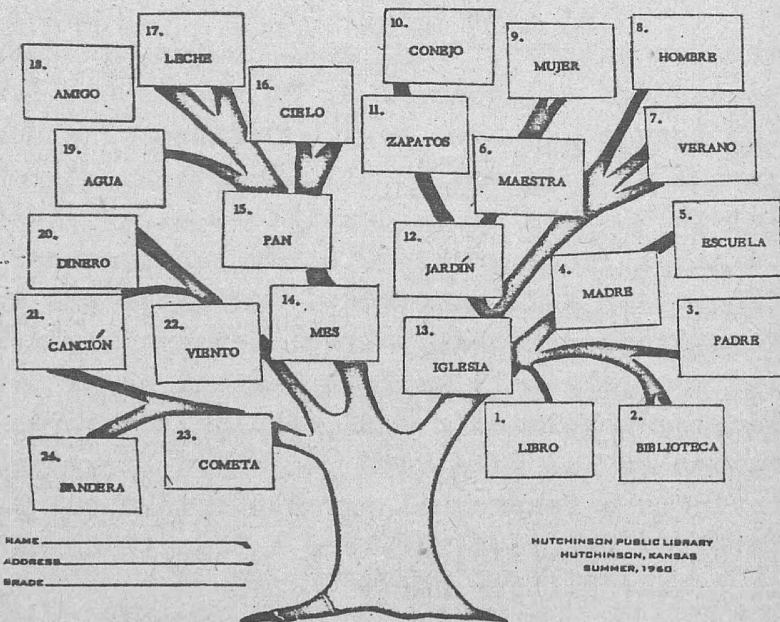 17.
LECHE
10.
CONEJO
9.
MUJER
8.
HOMBRE
18.
AMIGO
16.
CIELO
11.
ZAPATOS
7.
VERANO
19.
AGUA
6.
MAESTRA
15.
PAN
5.
ESCUELA
20.
DINERO
12.
JARDÍN
4.
MADRE
14.
MES
21.
CANCIÓN
22.
VIENTO
13.
IGLESIA
3.
PADRE
23.
COMETA
1.
LIBRO
2.
BIBLIOTECA
24.
BANDERA
NAME
ADDRESS
GRADE
HUTCHINSON PUBLIC LIBRARY
HUTCHINSON, KANSAS
SUMMER, 1960